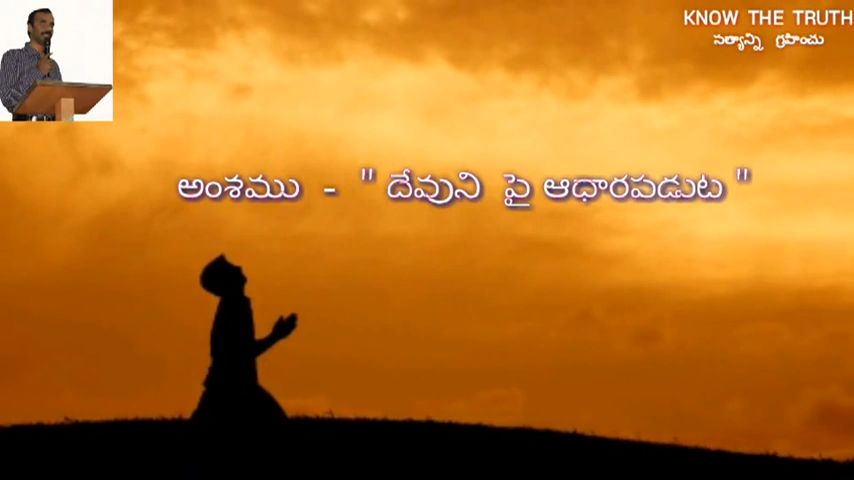 KNOW THE TRUTH
సత్యాన్ని గ్రహించు
అంశము - " దేవుని పై ఆధారపడుట "